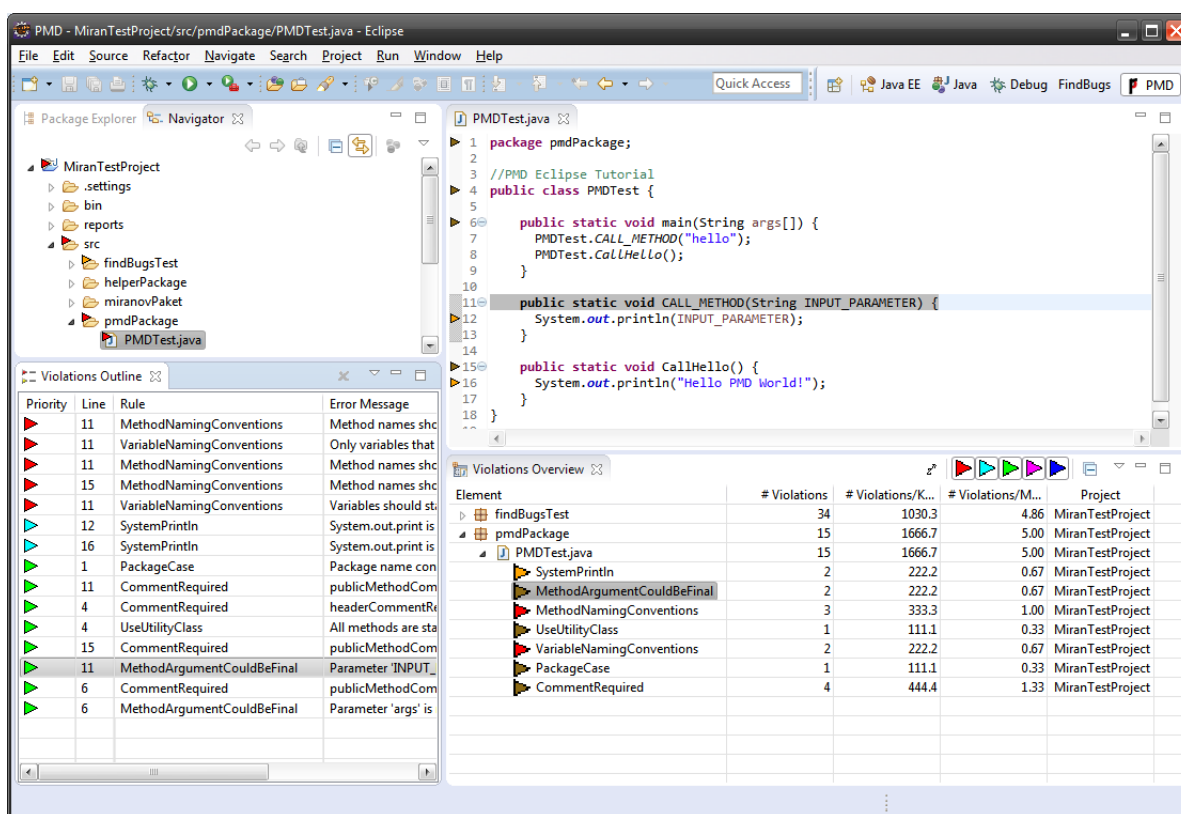 PMD - MiranTestProject/src/pmdPackage/PMDTest.java - Eclipse
File Edit Source Refactor Navigate Search Project Run Window Help
Quick Access Java EE Java Debug FindBugs PMD
Package Explorer Navigator
MiranTestProject
.settings
bin
reports
src
findBugsTest
helperPackage
miranovPaket
pmdPackage
PMDTest.java
PMDTest.java
1 package pmdPackage;
2
3 //PMD Eclipse Tutorial
4 public class PMDTest {
5
6 public static void main(String args[]) {
7 PMDTest.CALL_METHOD("hello");
8 PMDTest.CallHello();
9 }
10
11 public static void CALL_METHOD(String INPUT_PARAMETER) {
12 System.out.println(INPUT_PARAMETER);
13 }
14
15 public static void CallHello() {
16 System.out.println("Hello PMD World!");
17 }
18 }
Violations Outline
Priority Line Rule Error Message
11 MethodNamingConventions Method names sho
11 VariableNamingConventions Only variables that
11 MethodNamingConventions Method names sho
15 MethodNamingConventions Method names sho
11 VariableNamingConventions Variables should sta
12 SystemPrintln System.out.print is
16 SystemPrintln System.out.print is
1 PackageCase Package name con
11 CommentRequired publicMethodCom
4 CommentRequired headerCommentRe
4 UseUtilityClass All methods are sta
15 CommentRequired publicMethodCom
11 MethodArgumentCouldBeFinal Parameter 'INPUT_
6 CommentRequired publicMethodCom
6 MethodArgumentCouldBeFinal Parameter 'args' is
Violations Overview
Element # Violations # Violations/K... # Violations/M... Project
findBugsTest 34 1030.3 4.86 MiranTestProject
pmdPackage 15 1666.7 5.00 MiranTestProject
PMDTest.java 15 1666.7 5.00 MiranTestProject
SystemPrintln 2 222.2 0.67 MiranTestProject
MethodArgumentCouldBeFinal 2 222.2 0.67 MiranTestProject
MethodNamingConventions 3 333.3 1.00 MiranTestProject
UseUtilityClass 1 111.1 0.33 MiranTestProject
VariableNamingConventions 2 222.2 0.67 MiranTestProject
PackageCase 1 111.1 0.33 MiranTestProject
CommentRequired 4 444.4 1.33 MiranTestProject